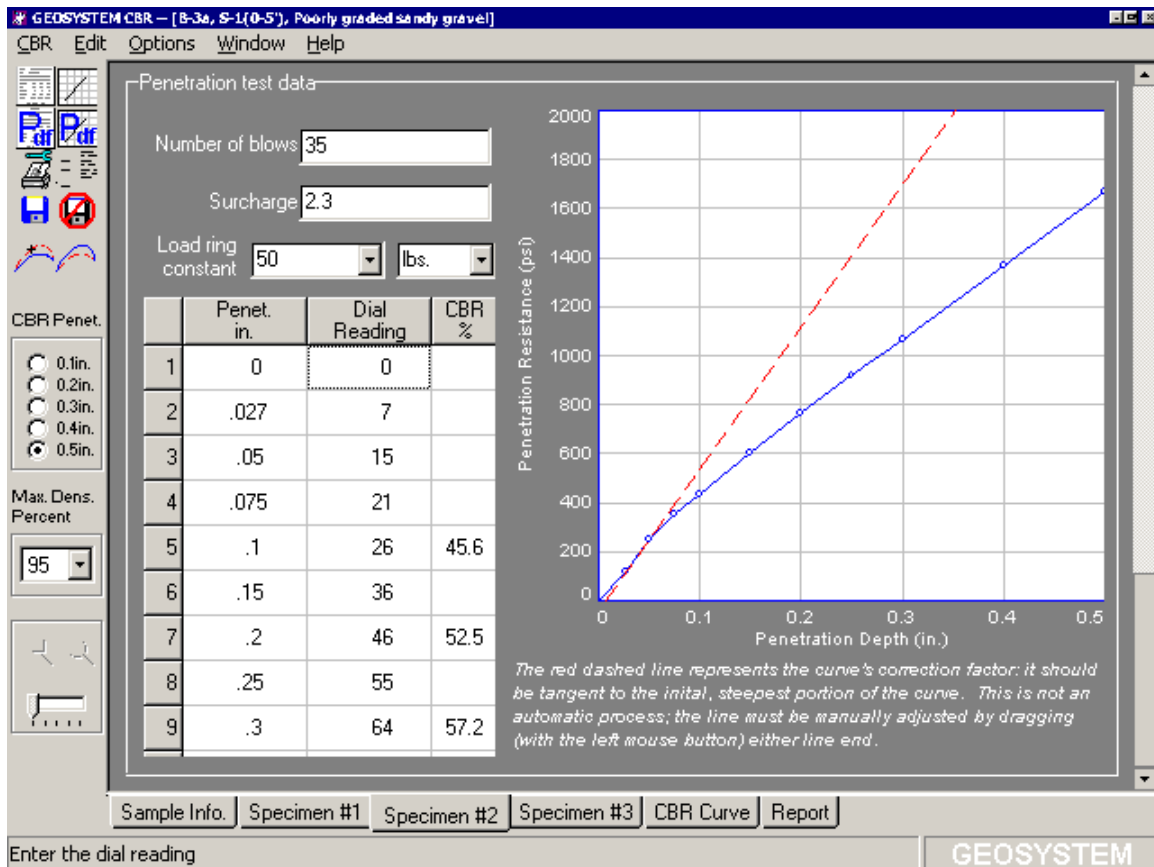 GEOSYSTEM CBR -- [B-3a, S-1(0-5'), Poorly graded sandy gravel]
CBR Edit Options Window Help
Pdf P/df
CBR Penet.
0.1in.
0.2in.
0.3in.
0.4in.
0.5in.
Max. Dens.
Percent
95
Penetration test data
Number of blows 35
Surcharge 2.3
Load ring
constant 50 lbs.
Penet. in. Dial Reading CBR %
1 0 0
2 .027 7
3 .05 15
4 .075 21
5 .1 26 45.6
6 .15 36
7 .2 46 52.5
8 .25 55
9 .3 64 57.2
Penetration Resistance (psi)
2000
1800
1600
1400
1200
1000
800
600
400
200
0
0 0.1 0.2 0.3 0.4 0.5
Penetration Depth (in.)
The red dashed line represents the curve's correction factor: it should
be tangent to the inital, steepest portion of the curve. This is not an
automatic process; the line must be manually adjusted by dragging
(with the left mouse button) either line end.
Sample Info. Specimen #1 Specimen #2 Specimen #3 CBR Curve Report
Enter the dial reading GEOSYSTEM